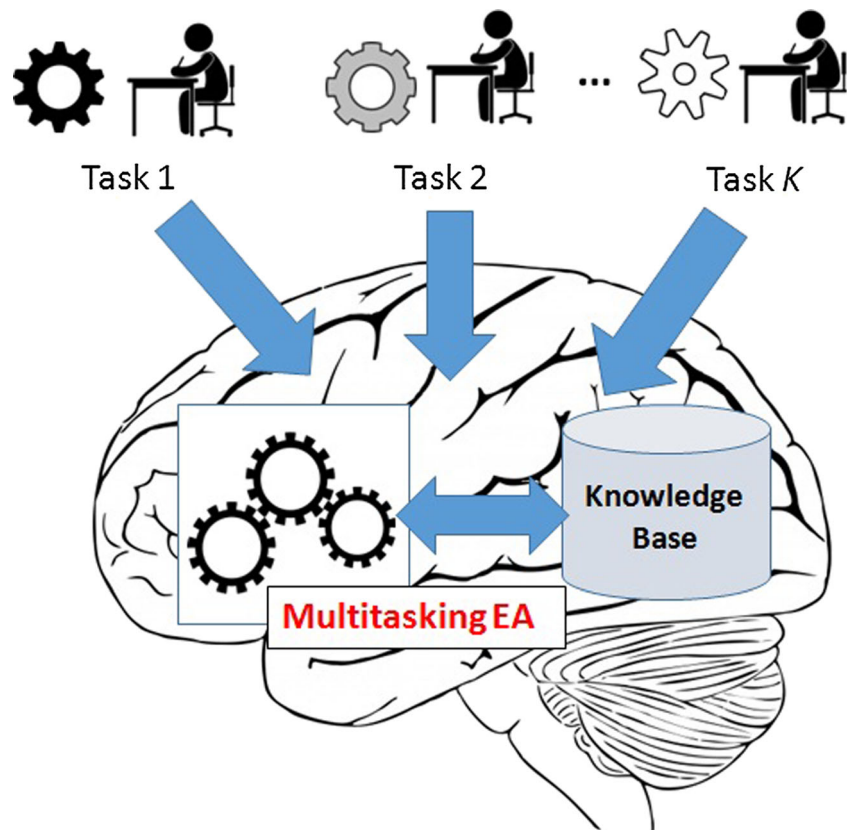 Task 1
Task 2
...
Task K
Knowledge
Base
Multitasking EA